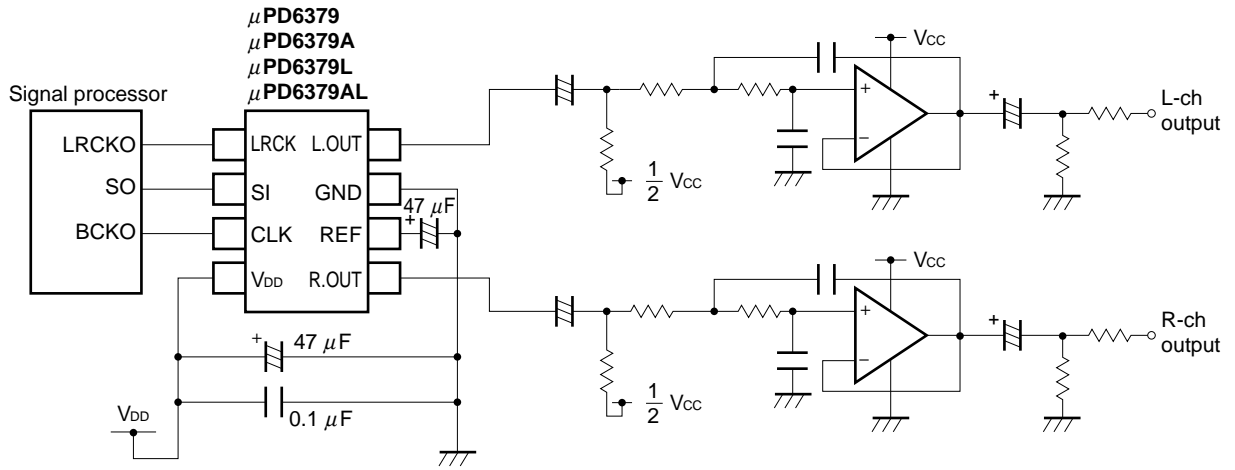 μPD6379
μPD6379A
μPD6379L
μPD6379AL
Signal processor
LRCKO
SO
BCKO
LRCK
SI
CLK
VDD
L.OUT
GND
REF
R.OUT
47 μF
+
+
47 μF
0.1 μF
VDD
1/2 VCC
VCC
+
−
+
L-ch
output
1/2 VCC
VCC
+
−
+
R-ch
output